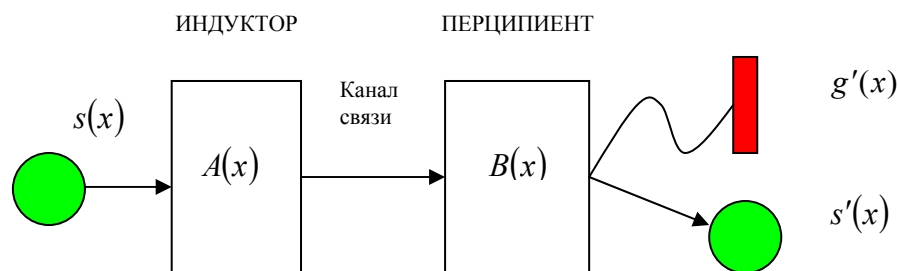 ИНДУКТОР
ПЕРЦИПИЕНТ
s(x)
A(x)
Канал
связи
B(x)
g′(x)
s′(x)